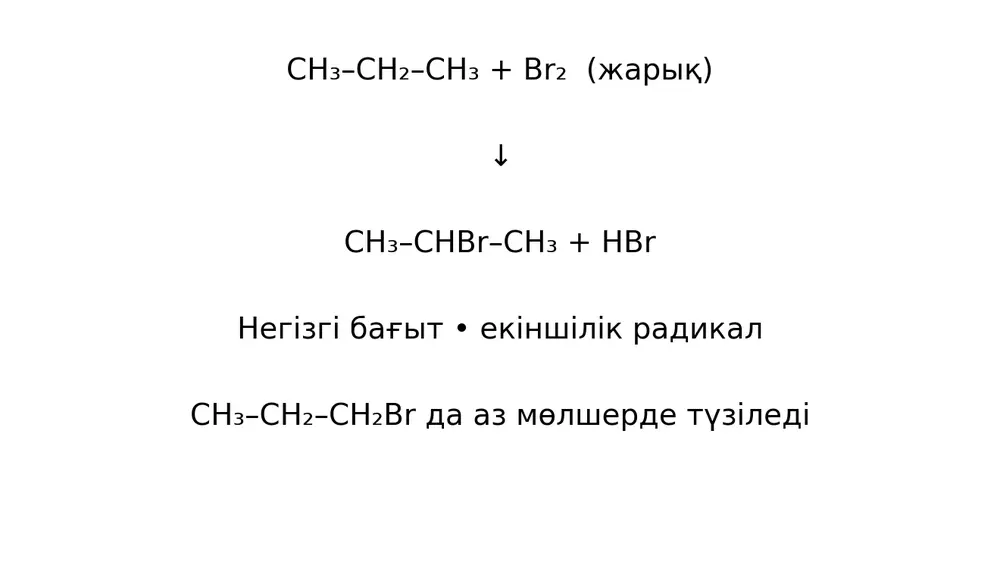 CH₃–CH₂–CH₃ + Br₂  (жарық)
↓
CH₃–CHBr–CH₃ + HBr
Негізгі бағыт • екіншілік радикал
CH₃–CH₂–CH₂Br да аз мөлшерде түзіледі